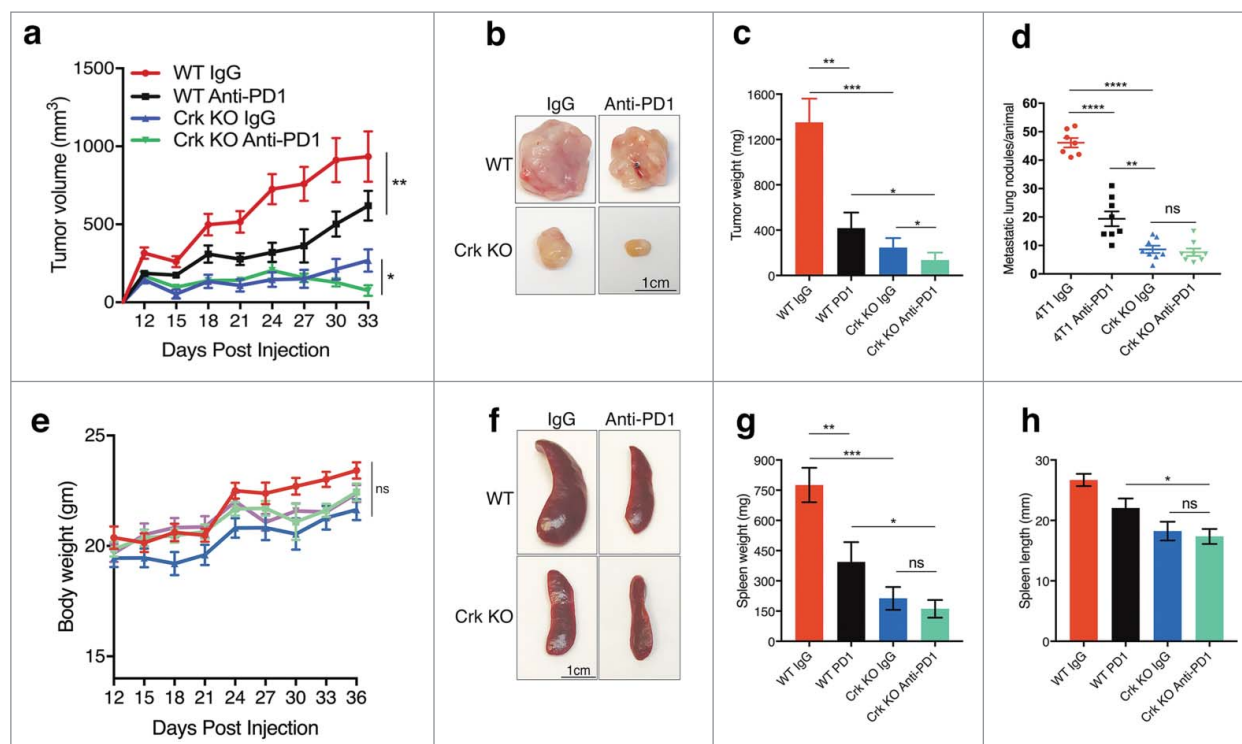 a
Tumor volume (mm3)
1500
1000
500
0
WT IgG
WT Anti-PD1
Crk KO IgG
Crk KO Anti-PD1
**
*
12 15 18 21 24 27 30 33
Days Post Injection
b
IgG Anti-PD1
WT
Crk KO
1cm
c
Tumor weight (mg)
1600
1200
800
400
0
**
***
*
*
WT IgG
WT PD1
Crk KO IgG
Crk KO Anti-PD1
d
Metastatic lung nodules/animal
60
50
40
30
20
10
0
****
****
**
ns
4T1 IgG
4T1 Anti-PD1
Crk KO IgG
Crk KO Anti-PD1
e
Body weight (gm)
25
20
15
ns
12 15 18 21 24 27 30 33 36
Days Post Injection
f
IgG Anti-PD1
WT
Crk KO
1cm
g
Spleen weight (mg)
900
750
600
450
300
150
0
**
***
*
ns
WT IgG
WT PD1
Crk KO IgG
Crk KO Anti-PD1
h
Spleen length (mm)
30
20
10
0
*
ns
WT IgG
WT PD1
Crk KO IgG
Crk KO Anti-PD1